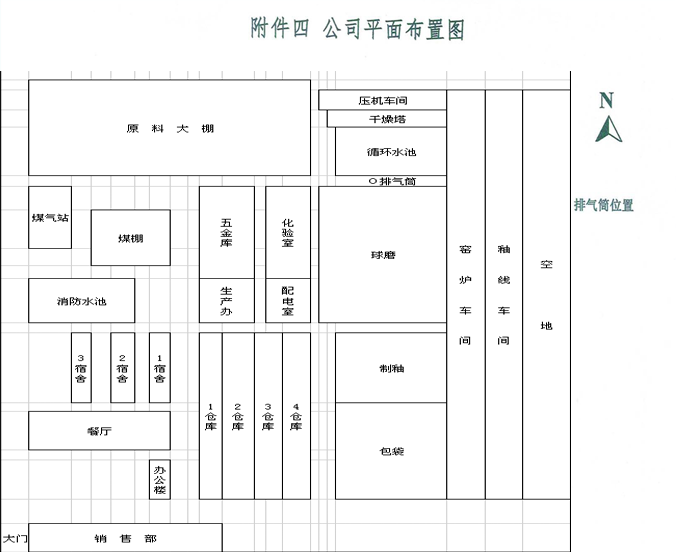 附件四 公司平面布置图
N
压机车间
干燥塔
原料大棚
循环水池
排气筒
排气筒位置
煤气站
煤棚
五金库
化验室
球磨
窑炉车间
釉线车间
空地
消防水池
生产办
配电室
3宿舍
2宿舍
1宿舍
制釉
1仓库
2仓库
3仓库
4仓库
餐厅
包袋
办公楼
大门
销售部